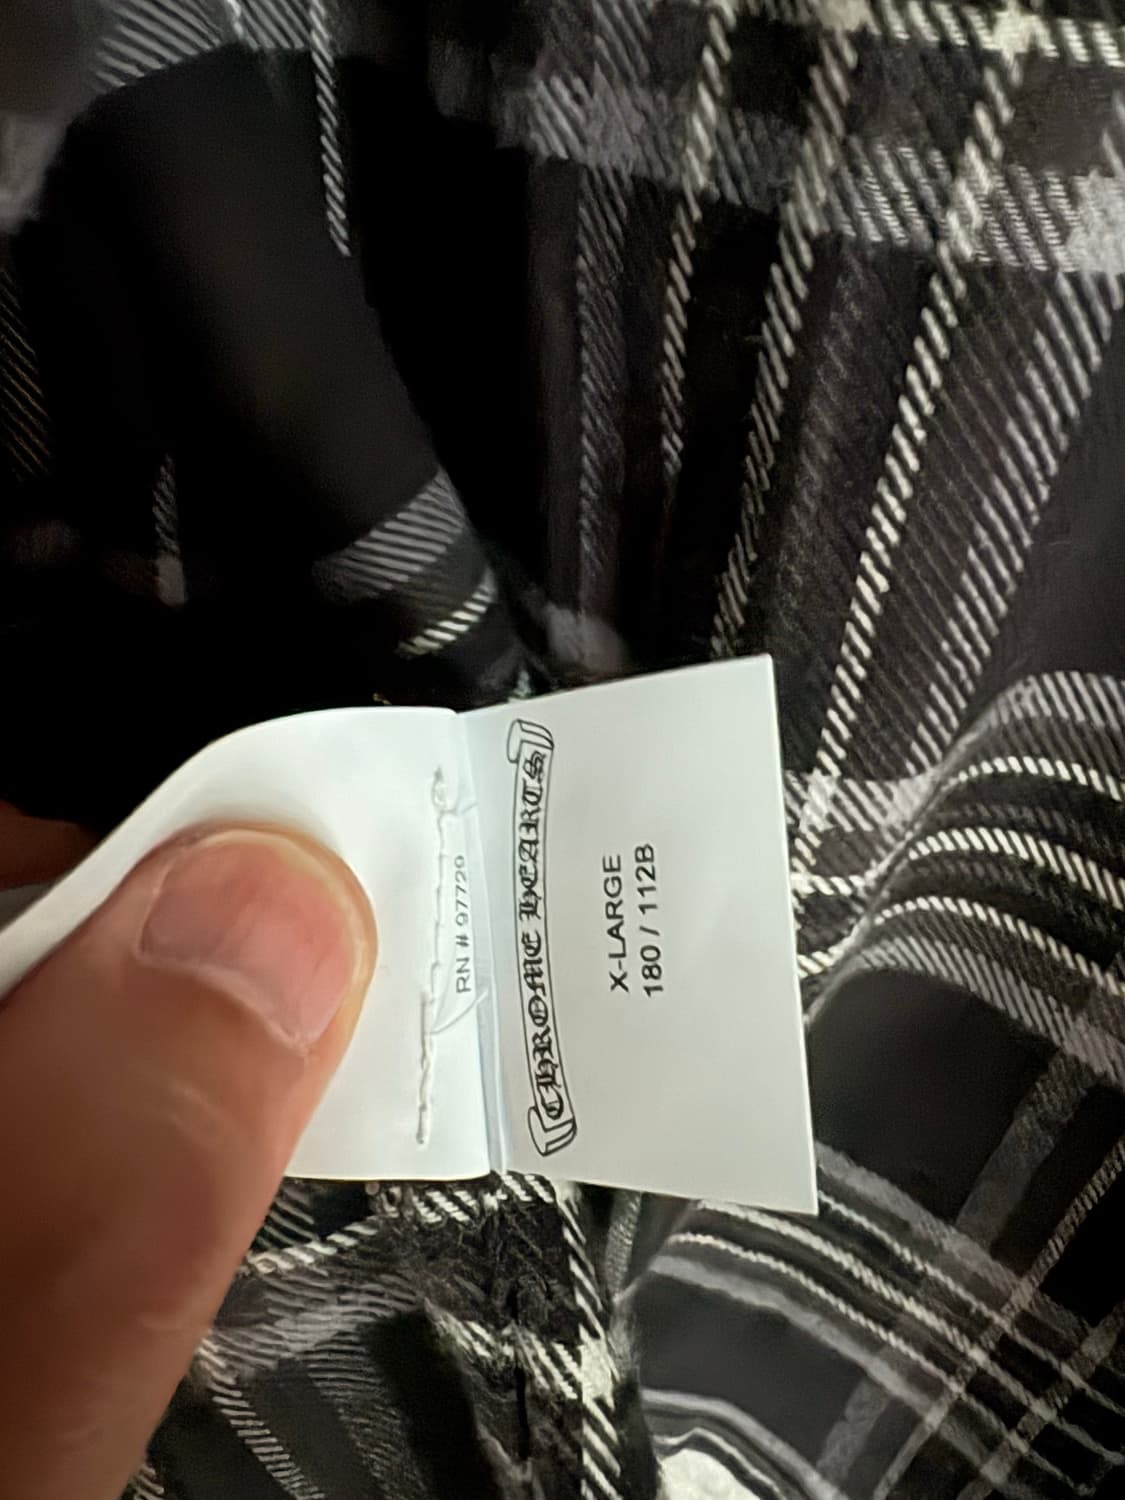 RN # 97729
CHROME HEARTS
X-LARGE
180 / 112B